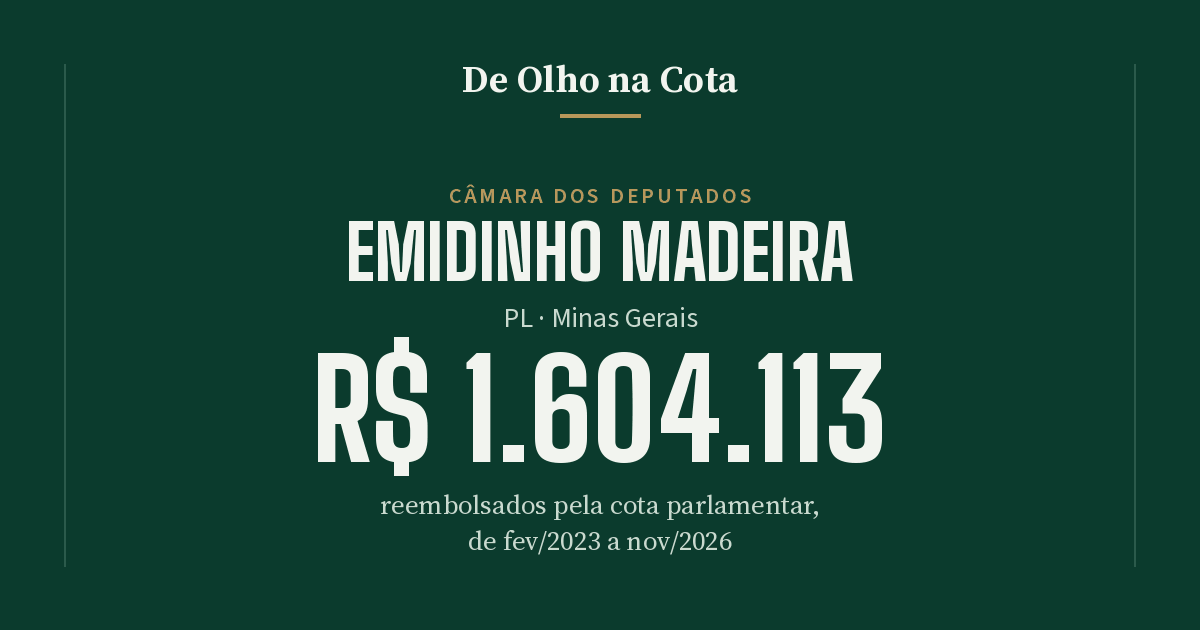 De Olho na Cota
CÂMARA DOS DEPUTADOS
EMIDINHO MADEIRA
PL · Minas Gerais
R$ 1.604.113
reembolsados pela cota parlamentar,
de fev/2023 a nov/2026